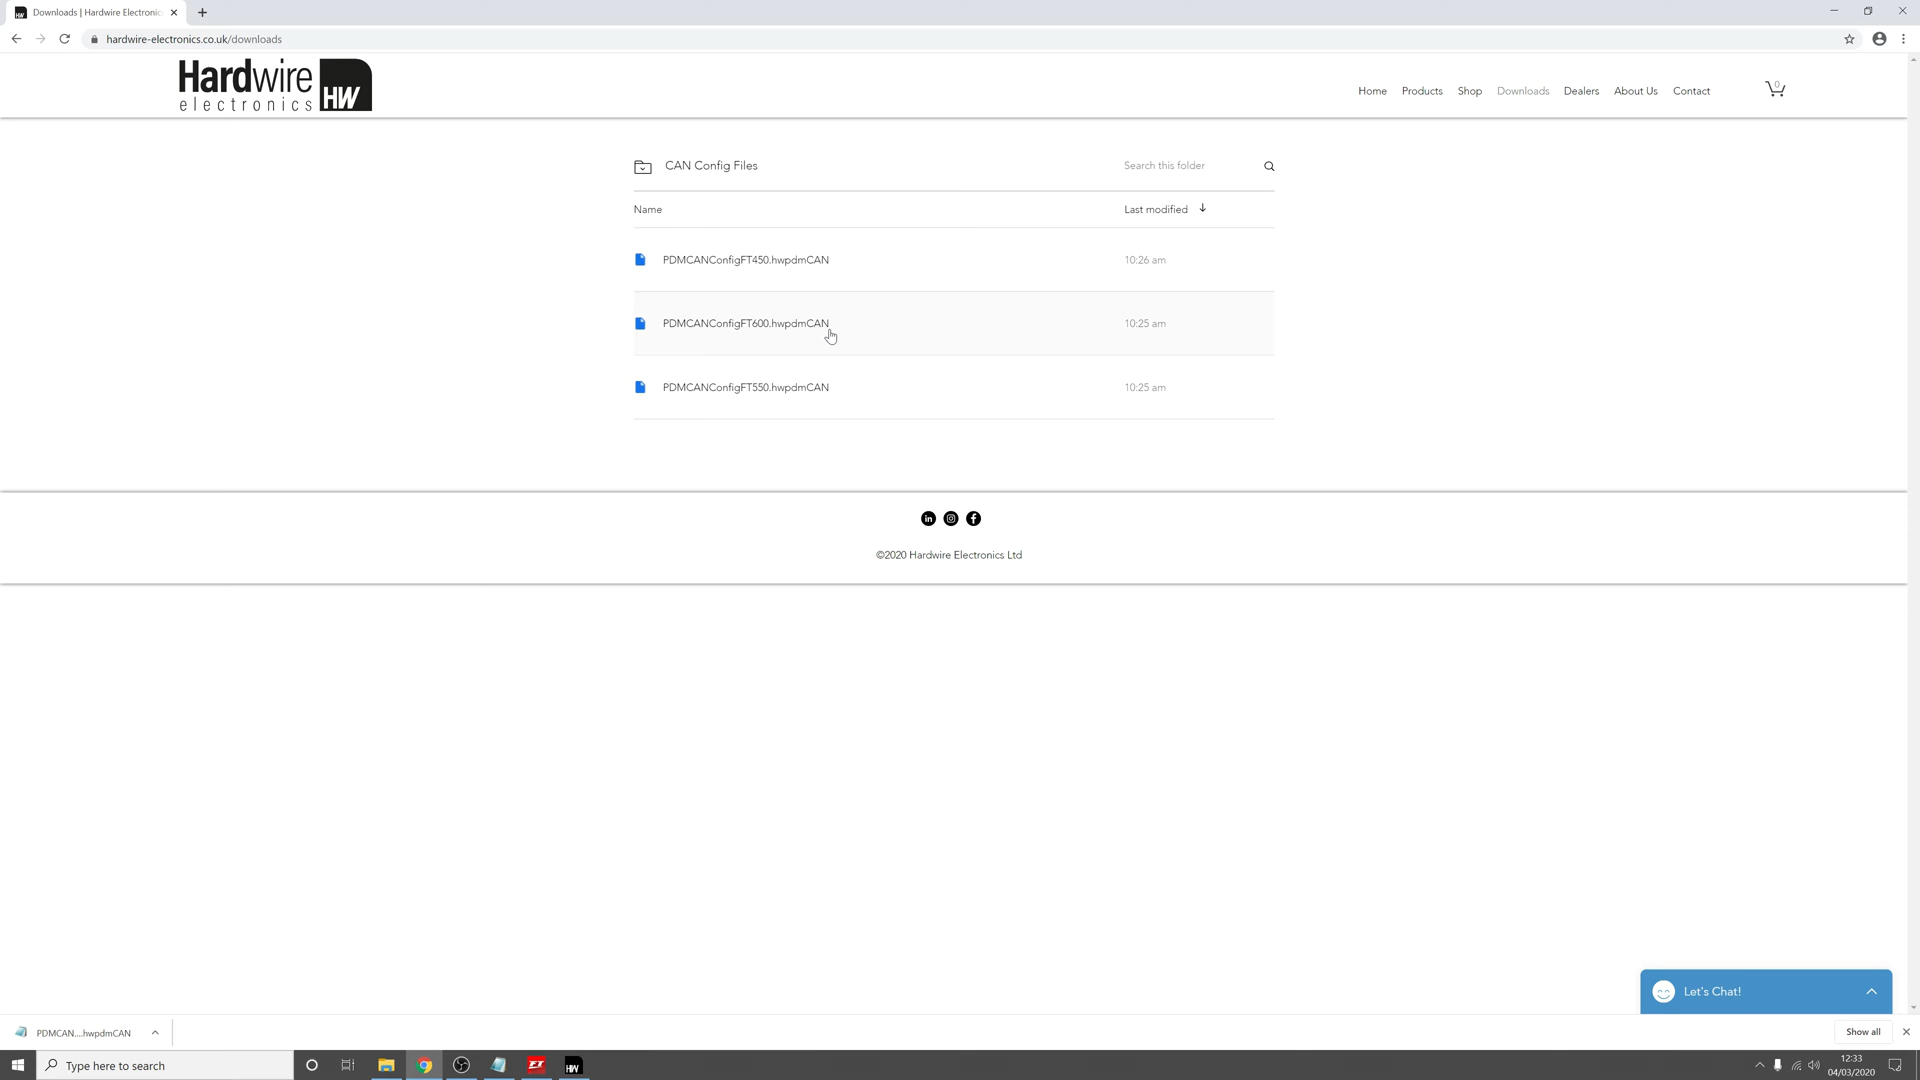 Downloads | Hardwire Electronic
hardwire-electronics.co.uk/downloads
Hardwire
electronics
HW
Home
Products
Shop
Downloads
Dealers
About Us
Contact
0
CAN Config Files
Search this folder
Name
Last modified
PDMCANConfigFT450.hwpdmCAN
10:26 am
PDMCANConfigFT600.hwpdmCAN
10:25 am
PDMCANConfigFT550.hwpdmCAN
10:25 am
©2020 Hardwire Electronics Ltd
Let's Chat!
PDMCAN....hwpdmCAN
Show all
Type here to search
FT
HW
12:33
04/03/2020